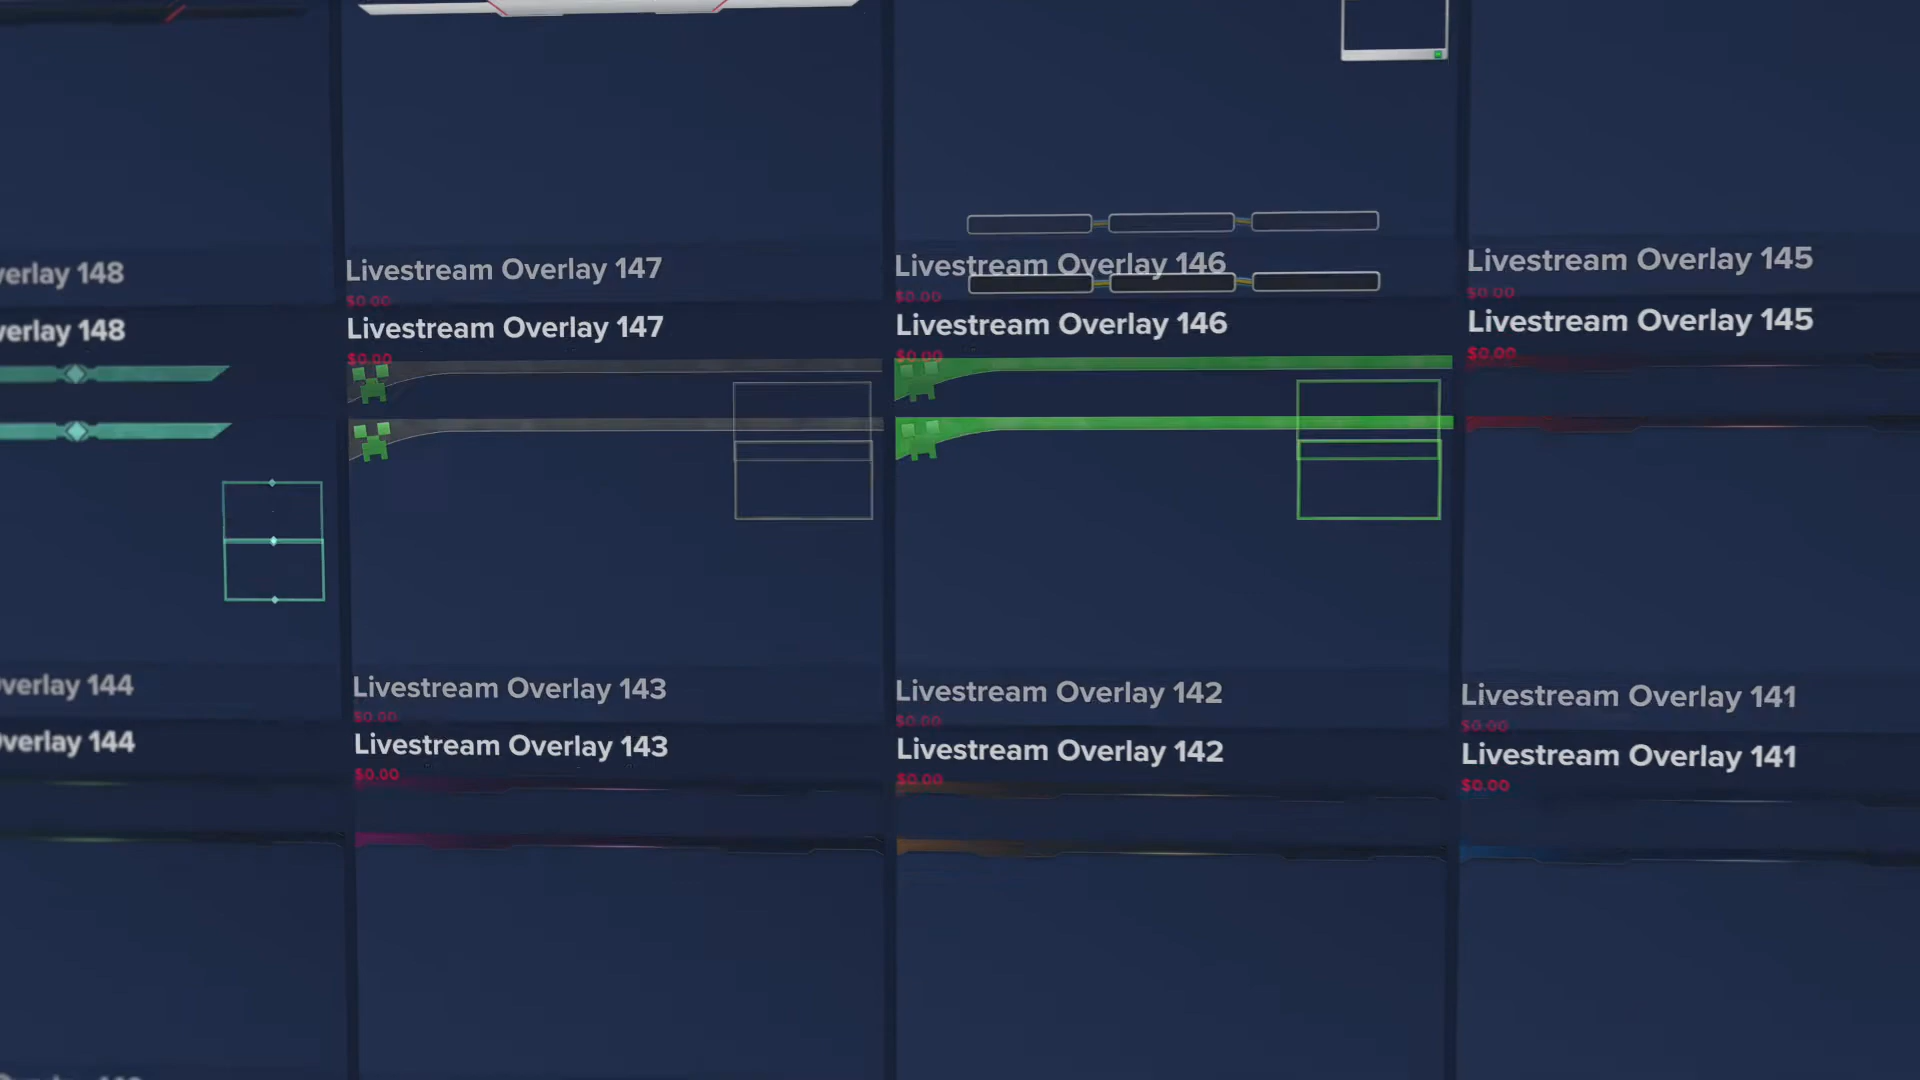 verlay 148
Livestream Overlay 147
$0.00
Livestream Overlay 146
$0.00
Livestream Overlay 145
$0.00
verlay 148
Livestream Overlay 147
$0.00
Livestream Overlay 146
$0.00
Livestream Overlay 145
$0.00
verlay 144
Livestream Overlay 143
$0.00
Livestream Overlay 142
$0.00
Livestream Overlay 141
$0.00
Overlay 144
Livestream Overlay 143
$0.00
Livestream Overlay 142
$0.00
Livestream Overlay 141
$0.00